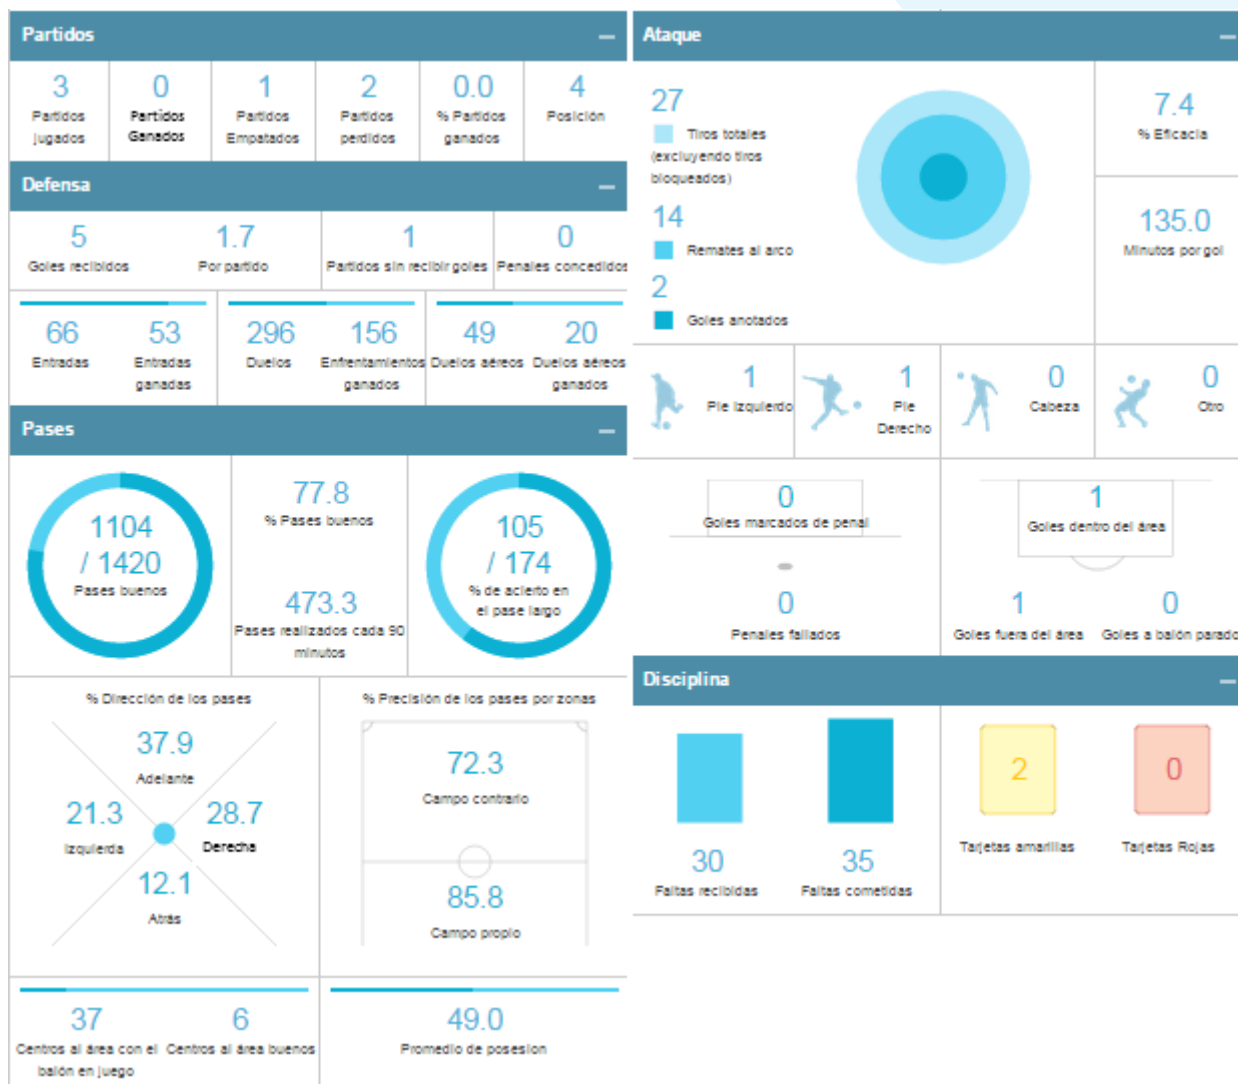 Partidos
3
Partidos
jugados
0
Partidos
Ganados
1
Partidos
Empatados
2
Partidos
perdidos
0.0
% Partidos
ganados
4
Posición
Defensa
5
Goles recibidos
1.7
Por partido
1
Partidos sin recibir goles
0
Penales concedidos
66
Entradas
53
Entradas
ganadas
296
Duelos
156
Enfrentamientos
ganados
49
Duelos aéreos
20
Duelos aéreos
ganados
Pases
1104
/ 1420
Pases buenos
77.8
% Pases buenos
473.3
Pases realizados cada 90
minutos
105
/ 174
% de acierto en
el pase largo
% Dirección de los pases
37.9
Adelante
21.3
Izquierda
28.7
Derecha
12.1
Atrás
% Precisión de los pases por zonas
72.3
Campo contrario
85.8
Campo propio
37
Centros al área con el
balón en juego
6
Centros al área buenos
49.0
Promedio de posesion
Ataque
27
Tiros totales
(excluyendo tiros
bloqueados)
14
Remates al arco
2
Goles anotados
7.4
% Eficacia
135.0
Minutos por gol
1
Pie Izquierdo
1
Pie
Derecho
0
Cabeza
0
Otro
0
Goles marcados de penal
0
Penales fallados
1
Goles dentro del área
1
Goles fuera del área
0
Goles a balón parado
Disciplina
30
Faltas recibidas
35
Faltas cometidas
2
Tarjetas amarillas
0
Tarjetas Rojas